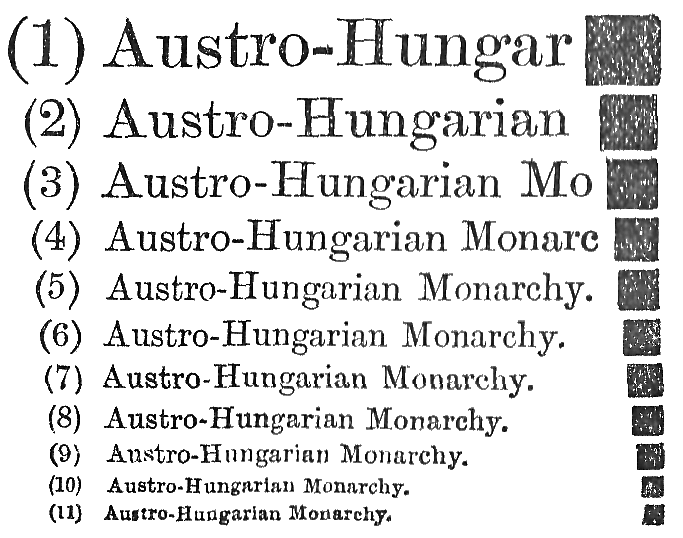 (1) Austro-Hungar
(2) Austro-Hungarian
(3) Austro-Hungarian Mo
(4) Austro-Hungarian Monarc
(5) Austro-Hungarian Monarchy.
(6) Austro-Hungarian Monarchy.
(7) Austro-Hungarian Monarchy.
(8) Austro-Hungarian Monarchy.
(9) Austro-Hungarian Monarchy.
(10) Austro-Hungarian Monarchy.
(11) Austro-Hungarian Monarchy.